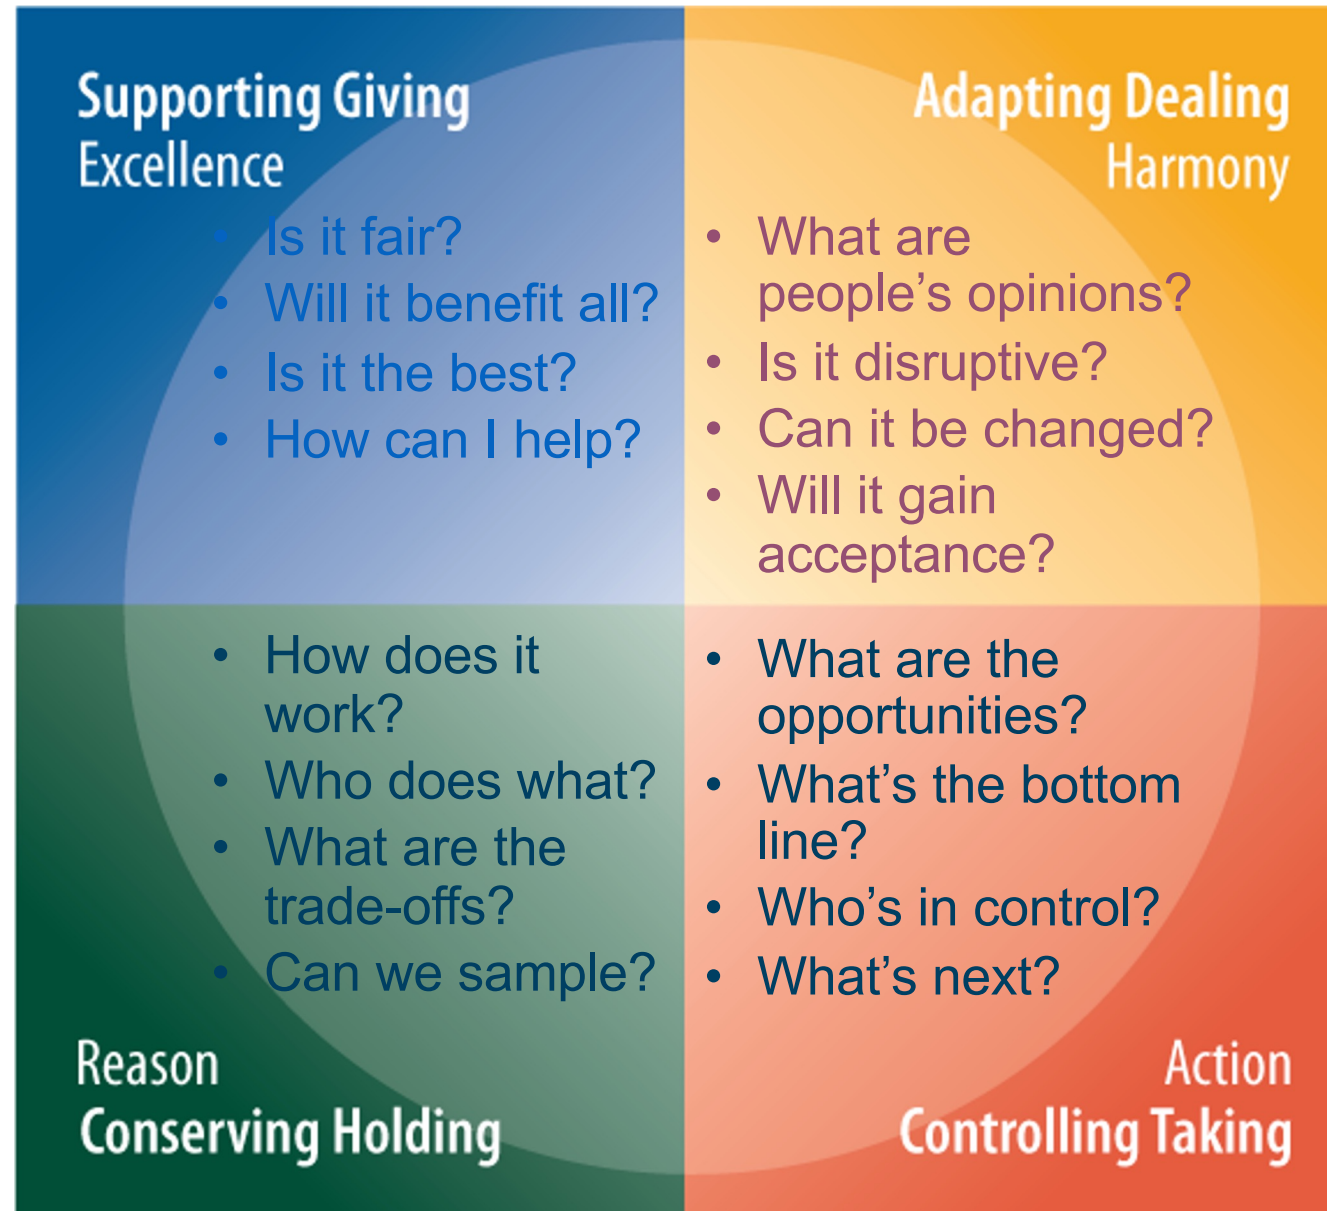 Supporting Giving
Excellence
• Is it fair?
• Will it benefit all?
• Is it the best?
• How can I help?
Adapting Dealing
Harmony
• What are
people’s opinions?
• Is it disruptive?
• Can it be changed?
• Will it gain
acceptance?
• How does it
work?
• Who does what?
• What are the
trade-offs?
• Can we sample?
Reason
Conserving Holding
• What are the
opportunities?
• What’s the bottom
line?
• Who’s in control?
• What’s next?
Action
Controlling Taking